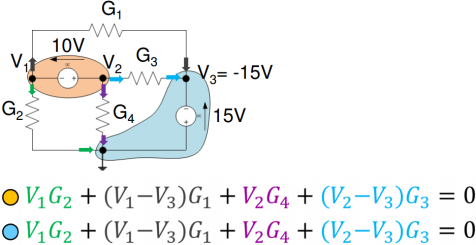 G₁
10V
V₁ V₂ G₃ V₃= -15V
G₂ G₄ 15V
V₁G₂ + (V₁−V₃)G₁ + V₂G₄ + (V₂−V₃)G₃ = 0
V₁G₂ + (V₁−V₃)G₁ + V₂G₄ + (V₂−V₃)G₃ = 0